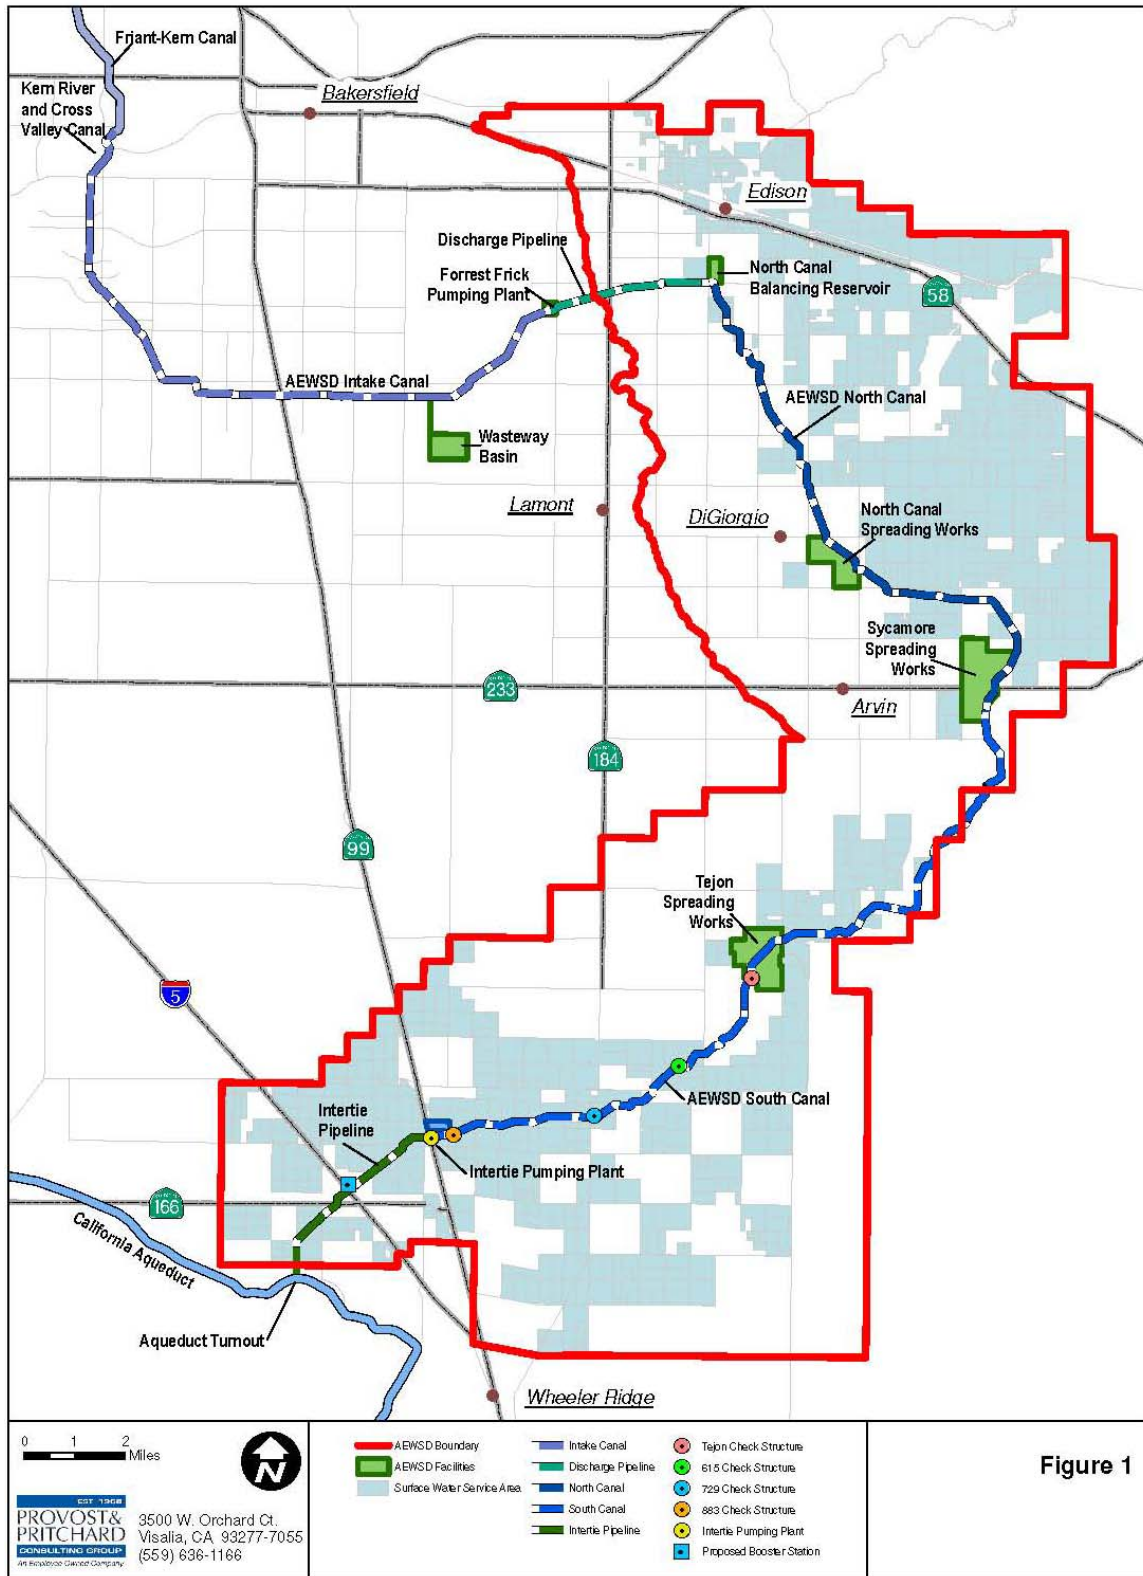 Friant-Kern Canal
Kern River
and Cross
Valley Canal
Bakersfield
Edison
Discharge Pipeline
Forrest Frick
Pumping Plant
North Canal
Balancing Reservoir
58
AEWSD Intake Canal
AEWSD North Canal
Wasteway
Basin
Lamont
DiGiorgio
North Canal
Spreading Works
Sycamore
Spreading
Works
233
Arvin
184
99
Tejon
Spreading
Works
5
AEWSD South Canal
Intertie
Pipeline
Intertie Pumping Plant
166
California Aqueduct
Aqueduct Turnout
Wheeler Ridge
0 1 2
Miles
N
EST. 1968
PROVOST&
PRITCHARD
CONSULTING GROUP
An Employee Owned Company
3500 W. Orchard Ct.
Visalia, CA 93277-7055
(559) 636-1166
AEWSD Boundary
AEWSD Facilities
Surface Water Service Area
Intake Canal
Discharge Pipeline
North Canal
South Canal
Intertie Pipeline
Tejon Check Structure
615 Check Structure
729 Check Structure
883 Check Structure
Intertie Pumping Plant
Proposed Booster Station
Figure 1